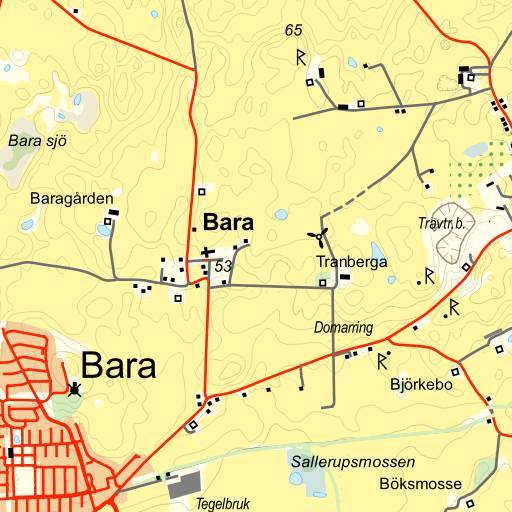 65
Bara sjö
Baragården
Bara
Travtr.b.
53
Tranberga
Domarring
Bara
Björkebo
Sallerupsmossen
Böksmosse
Tegelbruk